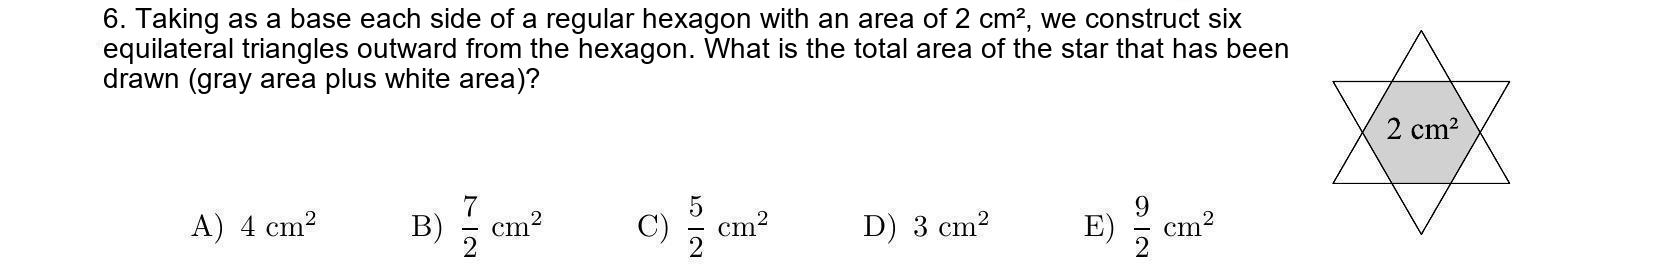 6. Taking as a base each side of a regular hexagon with an area of 2 cm², we construct six
equilateral triangles outward from the hexagon. What is the total area of the star that has been
drawn (gray area plus white area)?
2 cm²
A) 4 cm² B) 7/2 cm² C) 5/2 cm² D) 3 cm² E) 9/2 cm²